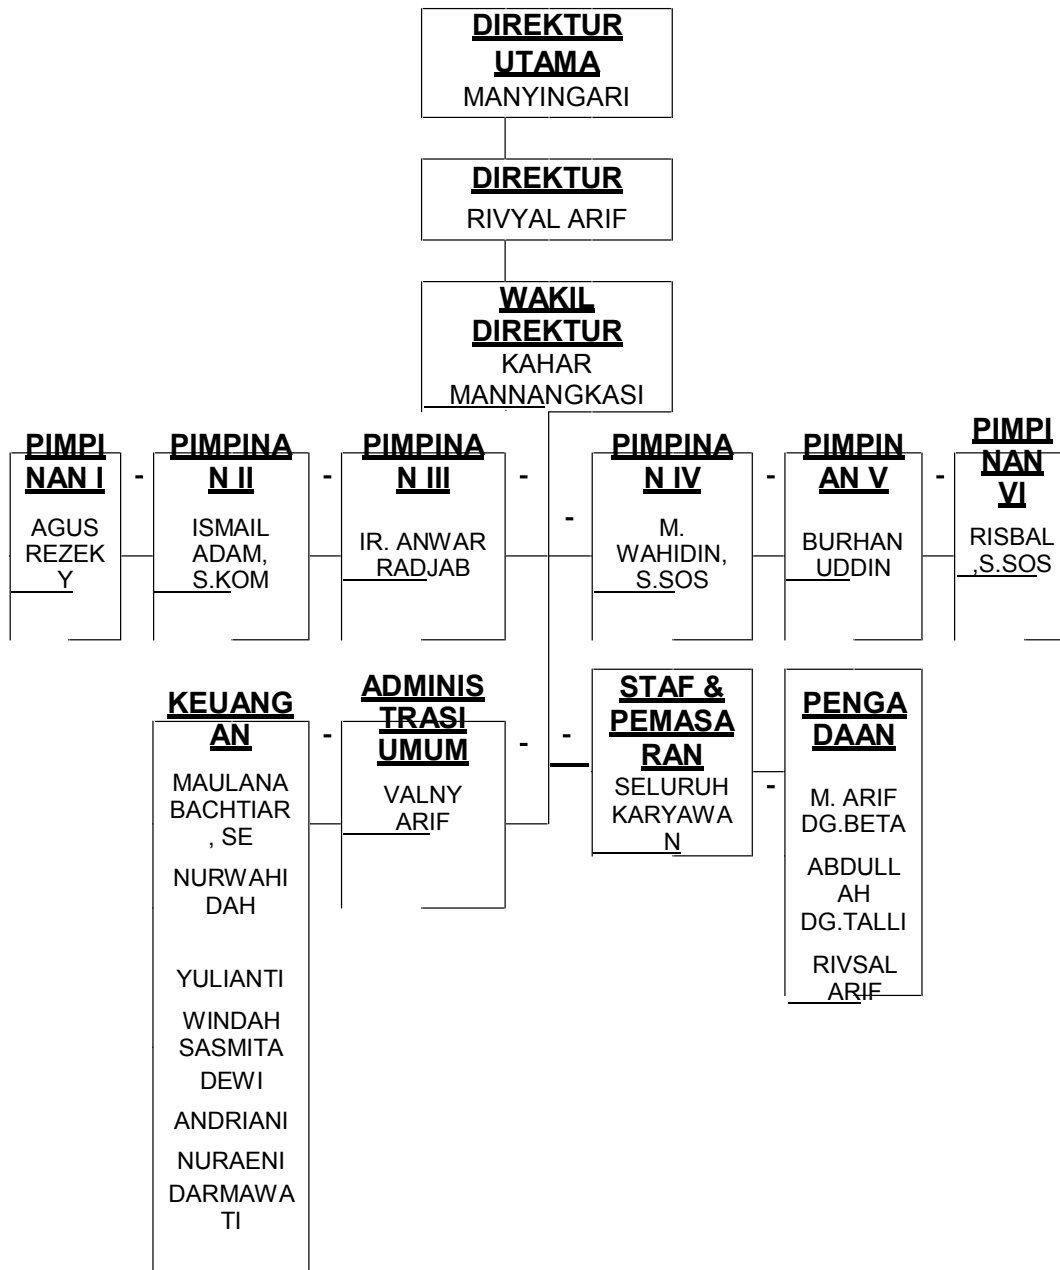 DIREKTUR
UTAMA
MANYINGARI
DIREKTUR
RIVYAL ARIF
WAKIL
DIREKTUR
KAHAR
MANNANGKASI
PIMPI
NAN I
AGUS
REZEK
Y
-
PIMPINA
N II
ISMAIL
ADAM,
S.KOM
-
PIMPINA
N III
IR. ANWAR
RADJAB
-
-
PIMPINA
N IV
M.
WAHIDIN,
S.SOS
-
PIMPIN
AN V
BURHAN
UDDIN
-
PIMPI
NAN
VI
RISBAL
,S.SOS
KEUANG
AN
MAULANA
BACHTIAR
, SE
NURWAHI
DAH
YULIANTI
WINDAH
SASMITA
DEWI
ANDRIANI
NURAENI
DARMAWA
TI
-
ADMINIS
TRASI
UMUM
VALNY
ARIF
-
-
STAF &
PEMASA
RAN
SELURUH
KARYAWA
N
-
PENGA
DAAN
M. ARIF
DG.BETA
ABDULL
AH
DG.TALLI
RIVSAL
ARIF